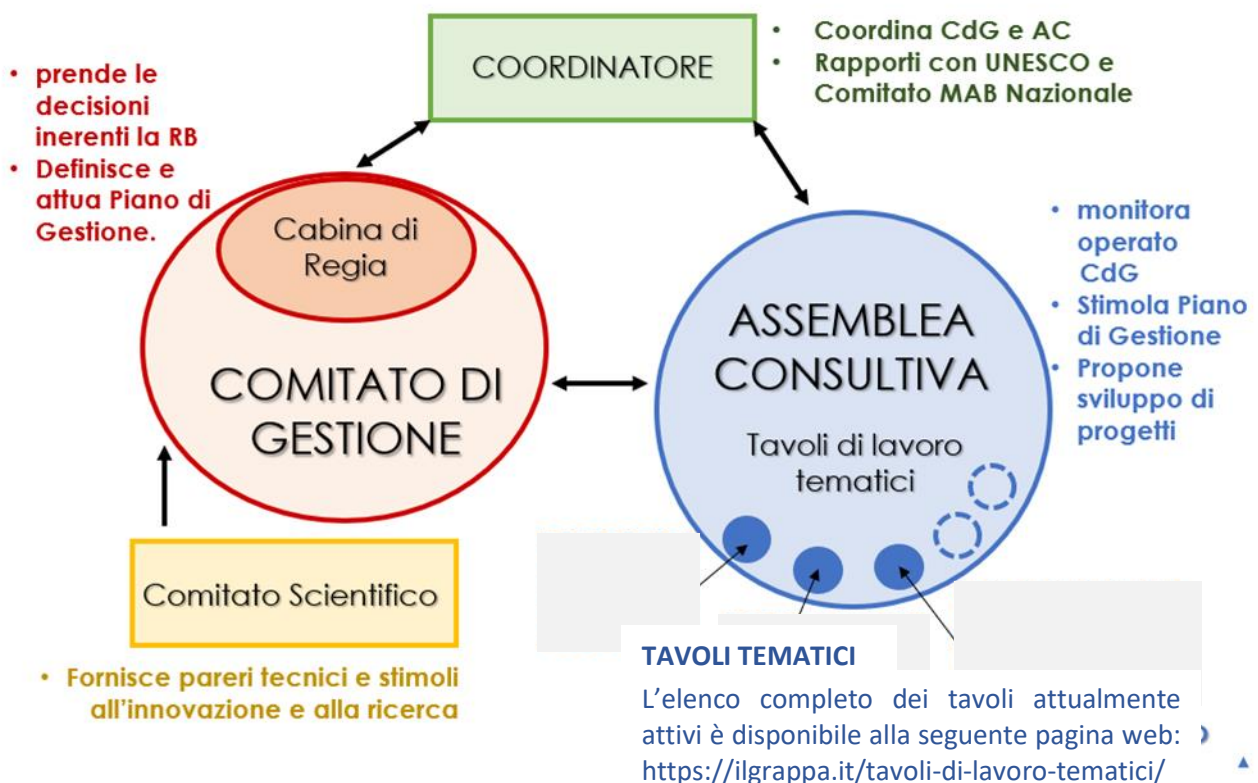 COORDINATORE
• Coordina CdG e AC
• Rapporti con UNESCO e
Comitato MAB Nazionale
• prende le
decisioni
inerenti la RB
• Definisce e
attua Piano di
Gestione.
Cabina di
Regia
COMITATO DI
GESTIONE
ASSEMBLEA
CONSULTIVA
Tavoli di lavoro
tematici
• monitora
operato
CdG
• Stimola Piano
di Gestione
• Propone
sviluppo di
progetti
Comitato Scientifico
• Fornisce pareri tecnici e stimoli
all'innovazione e alla ricerca
TAVOLI TEMATICI
L’elenco completo dei tavoli attualmente
attivi è disponibile alla seguente pagina web:
https://ilgrappa.it/tavoli-di-lavoro-tematici/